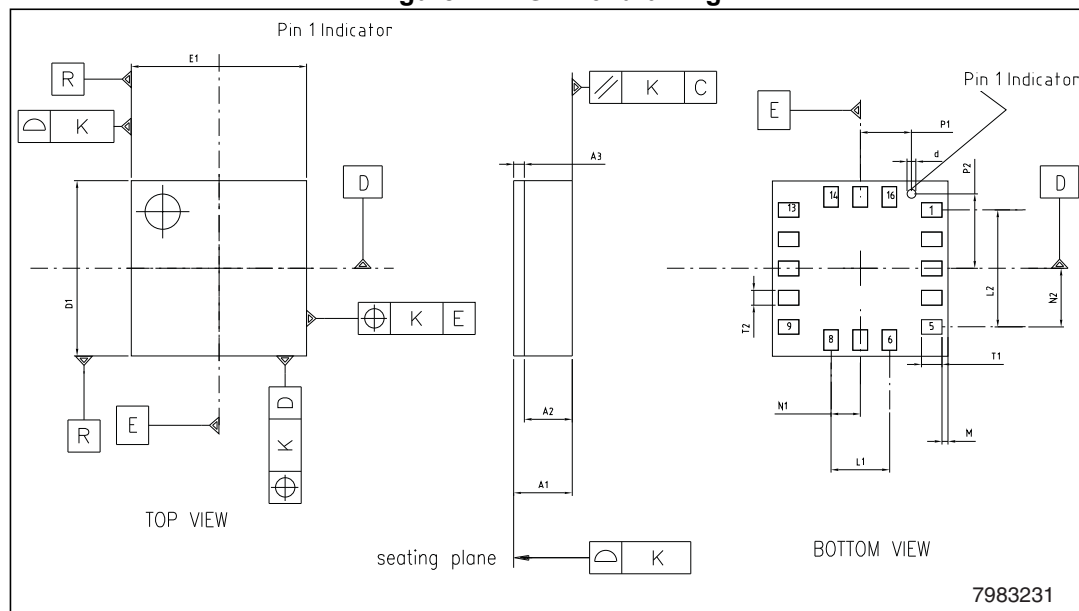 Pin 1 Indicator
E1
R
K
D1
D
K E
R
E
K D
TOP VIEW
K C
A3
A2
A1
seating plane
K
Pin 1 Indicator
E
P1
d
P2
D
13
14
16
1
L2
N2
T2
9
8
6
5
T1
N1
M
L1
BOTTOM VIEW
7983231